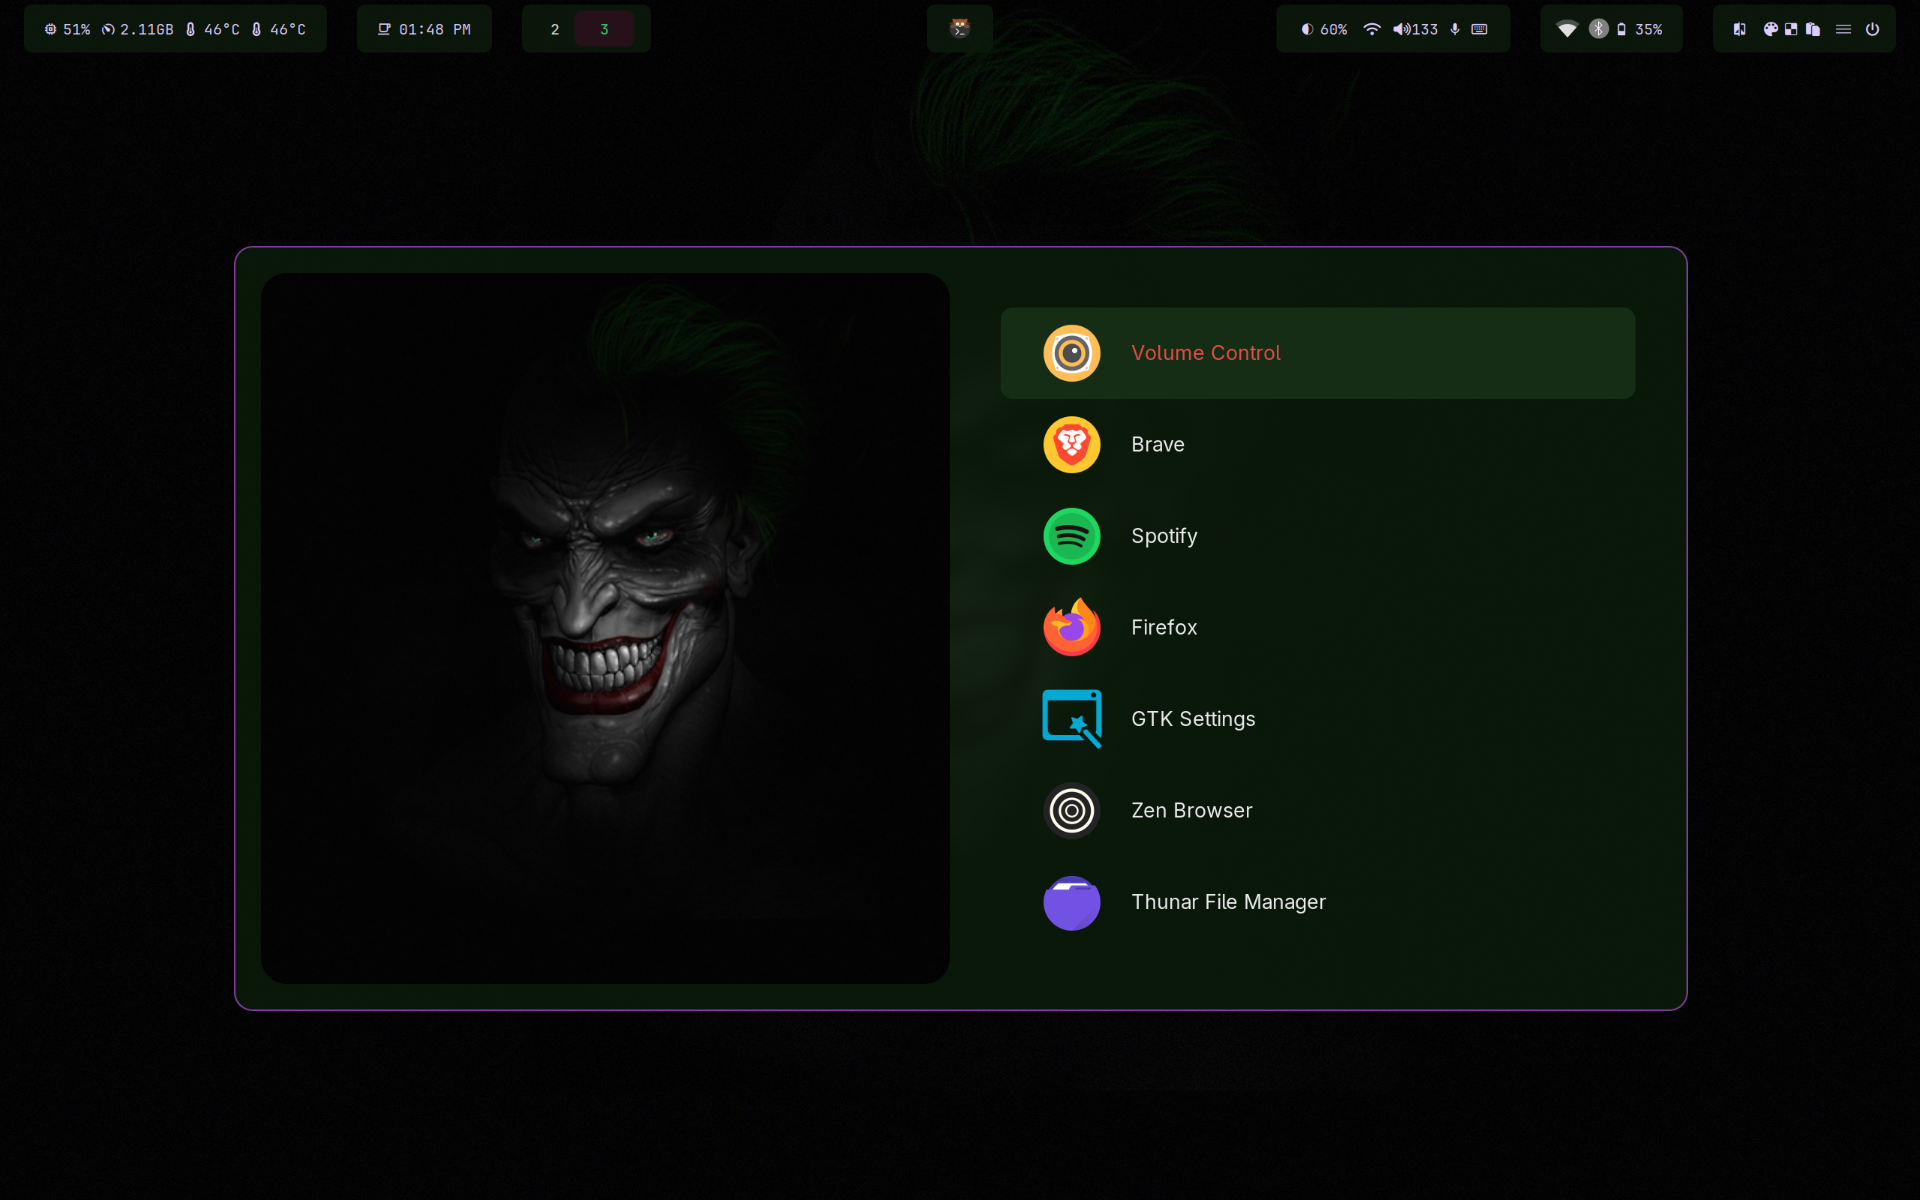 51% 2.11GB 46°C 46°C
01:48 PM
2 3
60% 133
35%
Volume Control
Brave
Spotify
Firefox
GTK Settings
Zen Browser
Thunar File Manager